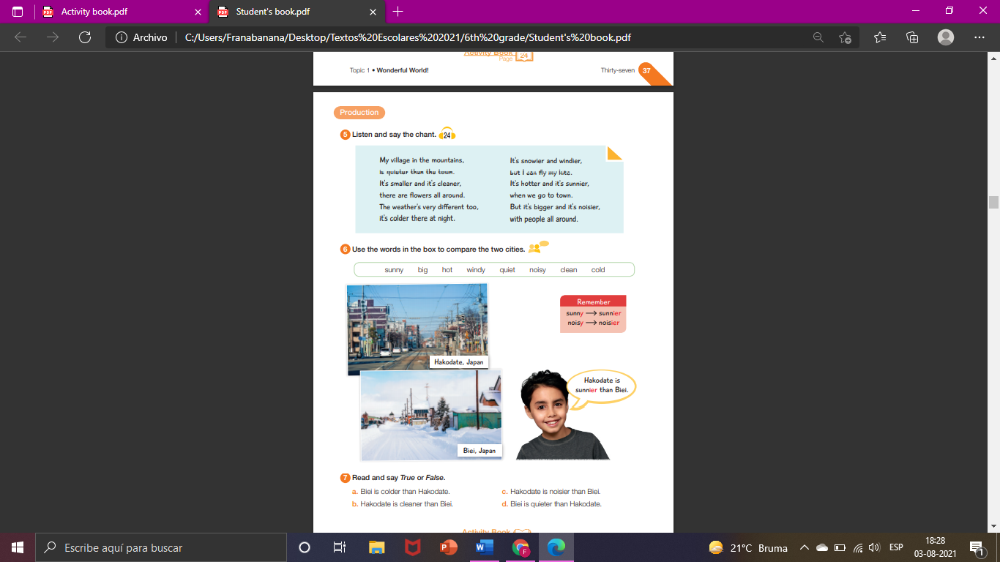 Activity book.pdf
Student's book.pdf
Archivo
C:/Users/Franabanana/Desktop/Textos%20Escolares%202021/6th%20grade/Student's%20book.pdf
Activity Book
Page
24
Topic 1 • Wonderful World!
Thirty-seven
37
Production
5 Listen and say the chant. 24
My village in the mountains,
is quieter than the town.
It's smaller and it's cleaner,
there are flowers all around.
The weather's very different too,
it's colder there at night.
It's snowier and windier,
but I can fly my kite.
It's hotter and it's sunnier,
when we go to town.
But it's bigger and it's noisier,
with people all around.
6 Use the words in the box to compare the two cities.
sunny big hot windy quiet noisy clean cold
Hakodate, Japan
Remember
sunny → sunnier
noisy → noisier
Hakodate is
sunnier than Biei.
Biei, Japan
7 Read and say True or False.
a. Biei is colder than Hakodate.
b. Hakodate is cleaner than Biei.
c. Hakodate is noisier than Biei.
d. Biei is quieter than Hakodate.
Activity Book
Escribe aquí para buscar
21°C Bruma
ESP
18:28
03-08-2021
1